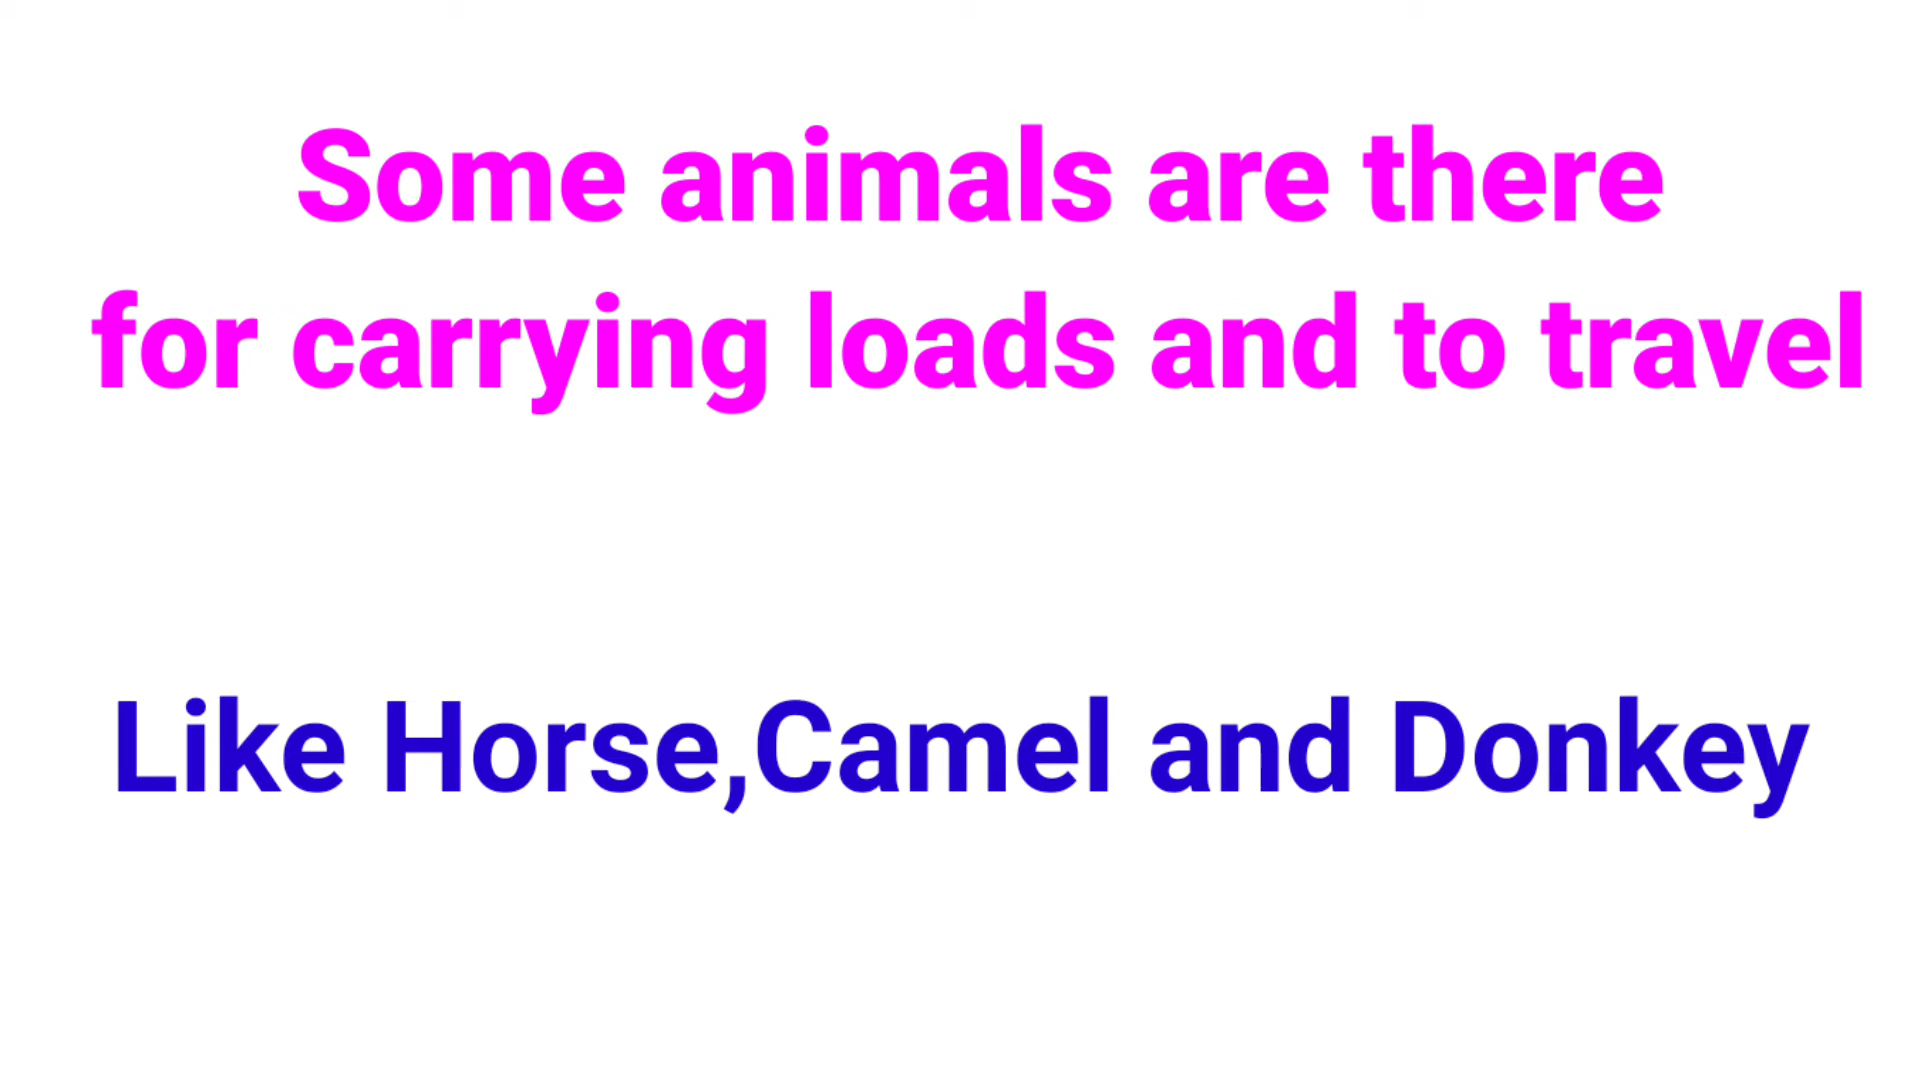 Some animals are there
for carrying loads and to travel
Like Horse,Camel and Donkey